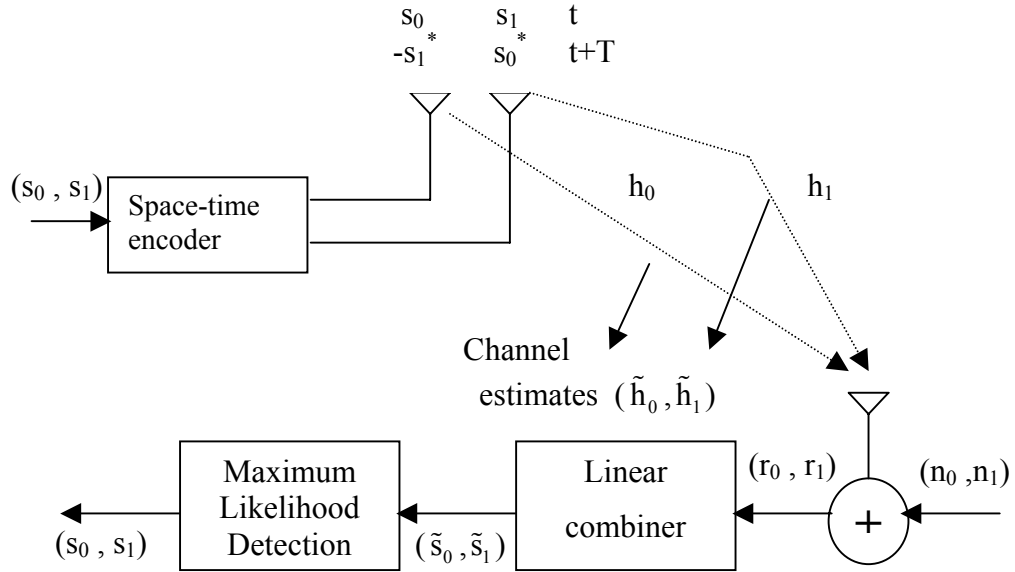 s₀ s₁ t
-s₁* s₀* t+T
(s₀ , s₁)
Space-time
encoder
h₀ h₁
Channel
estimates (h̃₀ , h̃₁)
Maximum
Likelihood
Detection
Linear
combiner
(r₀ , r₁)
(n₀ ,n₁)
+
(s₀ , s₁)
(s̃₀ , s̃₁)